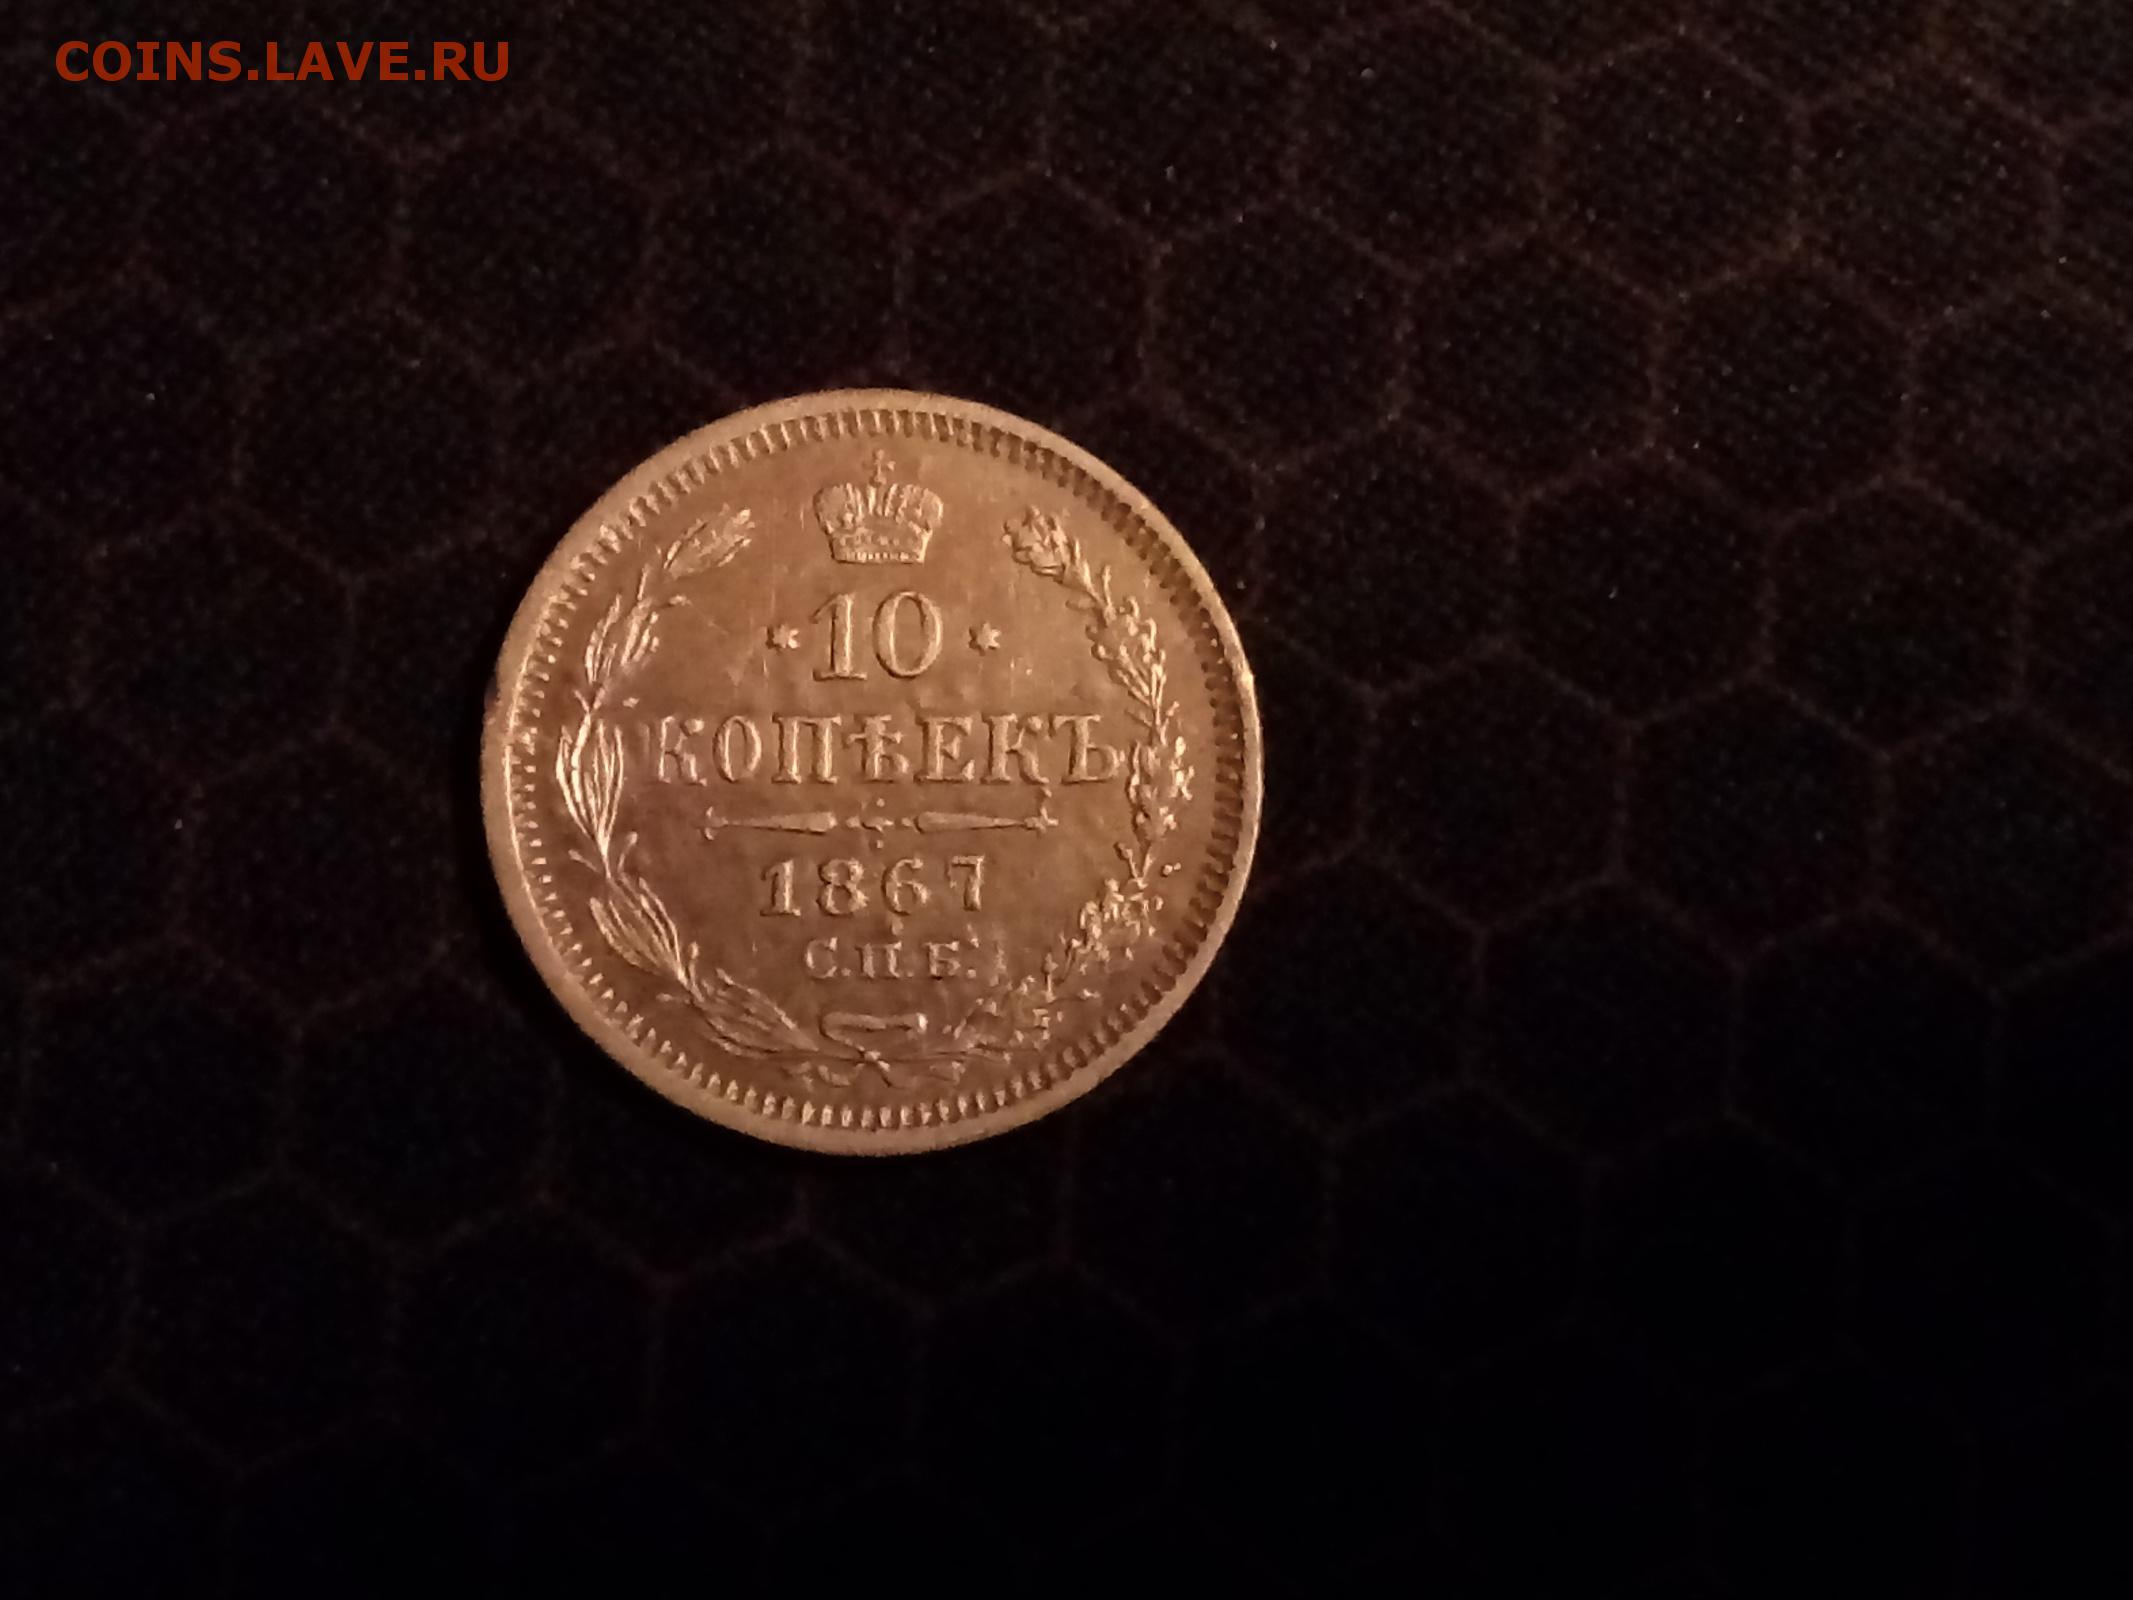 COINS.LAVE.RU
* 10 *
КОПѢЕКЪ
1867
С.П.Б.